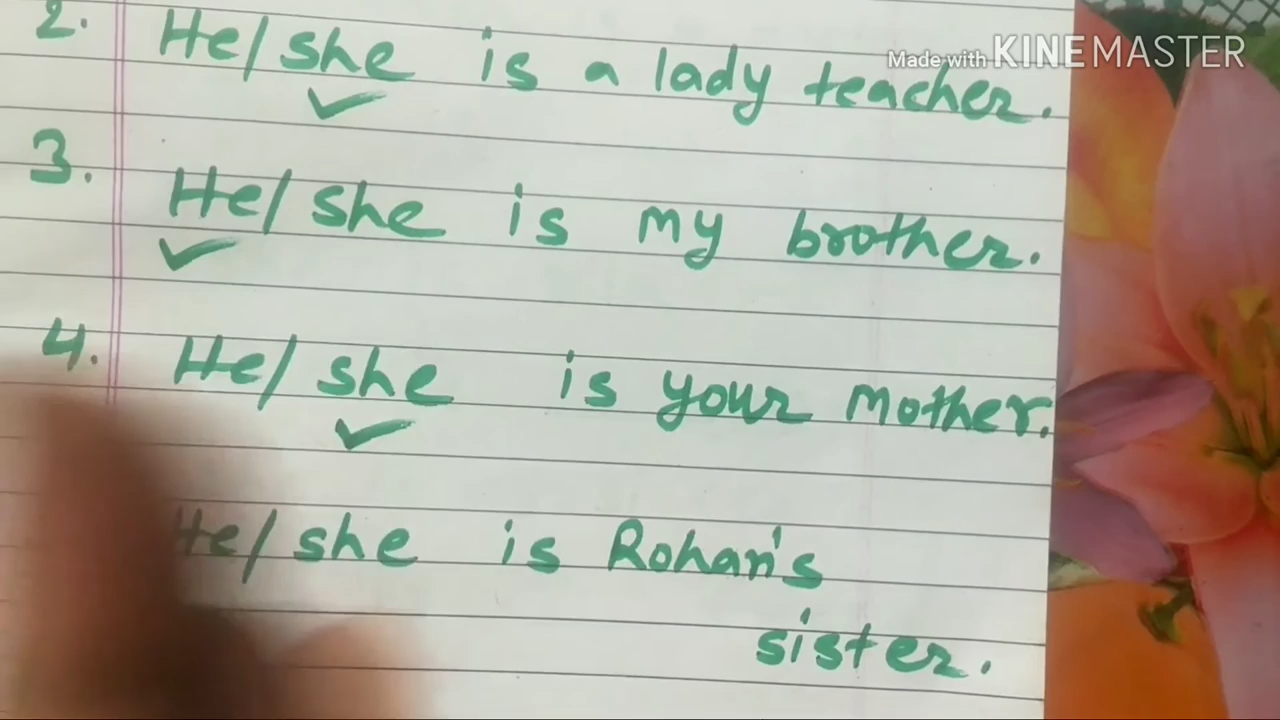 Made with KINEMASTER
2. He/ she is a lady teacher.
3. He/ she is my brother.
4. He/ she is your mother.
He/ she is Rohan's
sister.